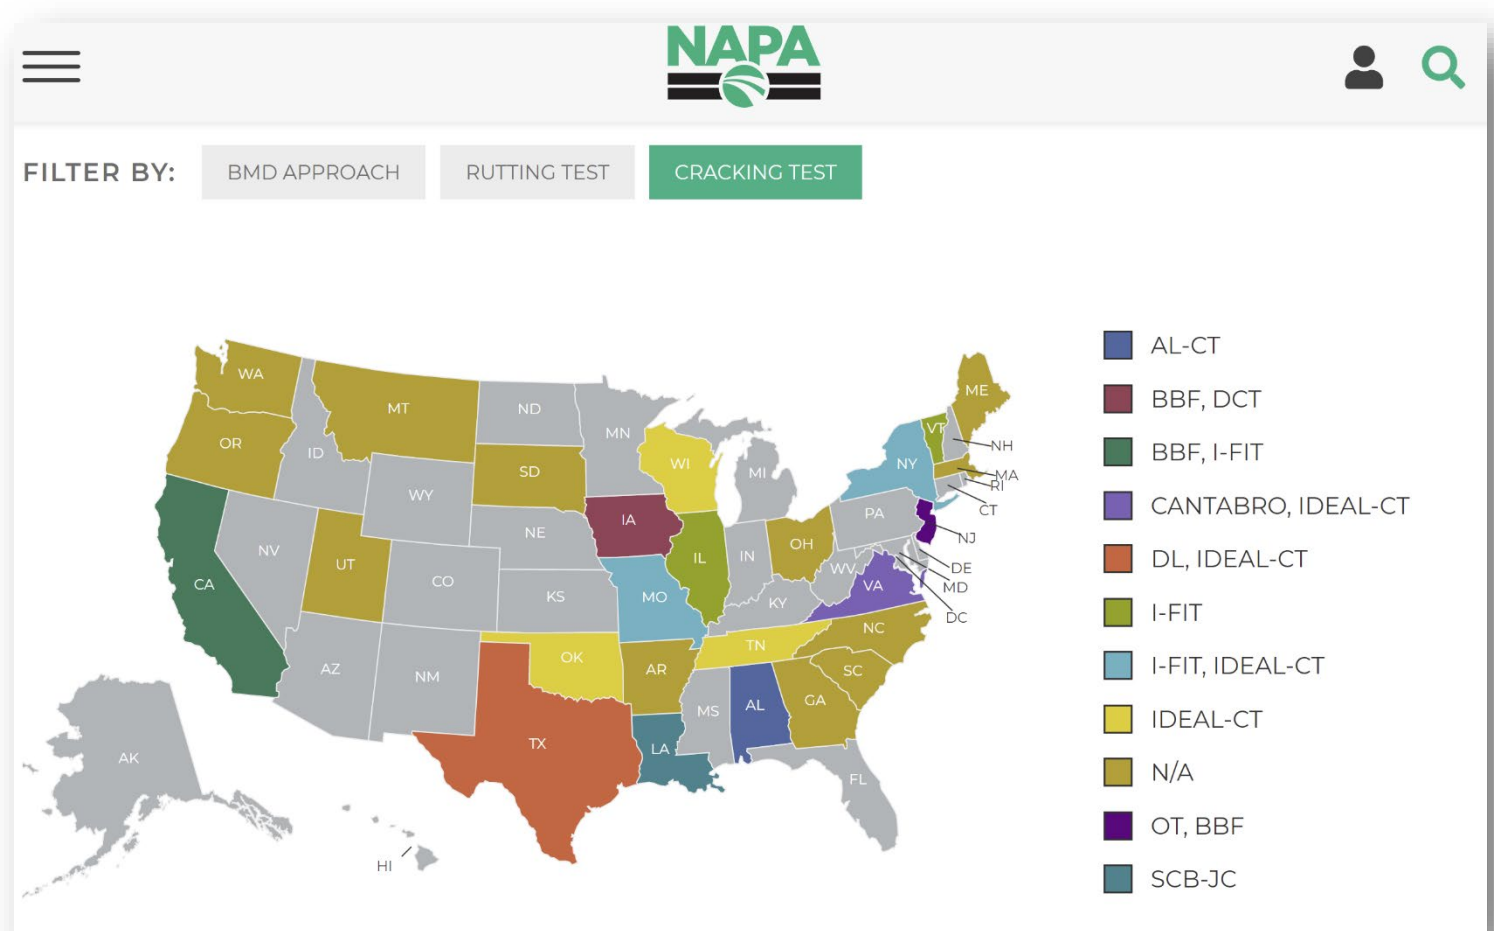 NAPA
FILTER BY: BMD APPROACH RUTTING TEST CRACKING TEST
AL-CT
BBF, DCT
BBF, I-FIT
CANTABRO, IDEAL-CT
DL, IDEAL-CT
I-FIT
I-FIT, IDEAL-CT
IDEAL-CT
N/A
OT, BBF
SCB-JC
WA
MT
ND
MN
ME
VT
NH
OR
ID
SD
WI
MI
NY
MA
RI
CT
WY
IA
PA
NJ
NE
NV
UT
CO
IL
IN
OH
WV
DE
MD
DC
CA
KS
MO
KY
VA
AZ
NM
OK
AR
TN
NC
SC
MS
AL
GA
TX
LA
FL
AK
HI